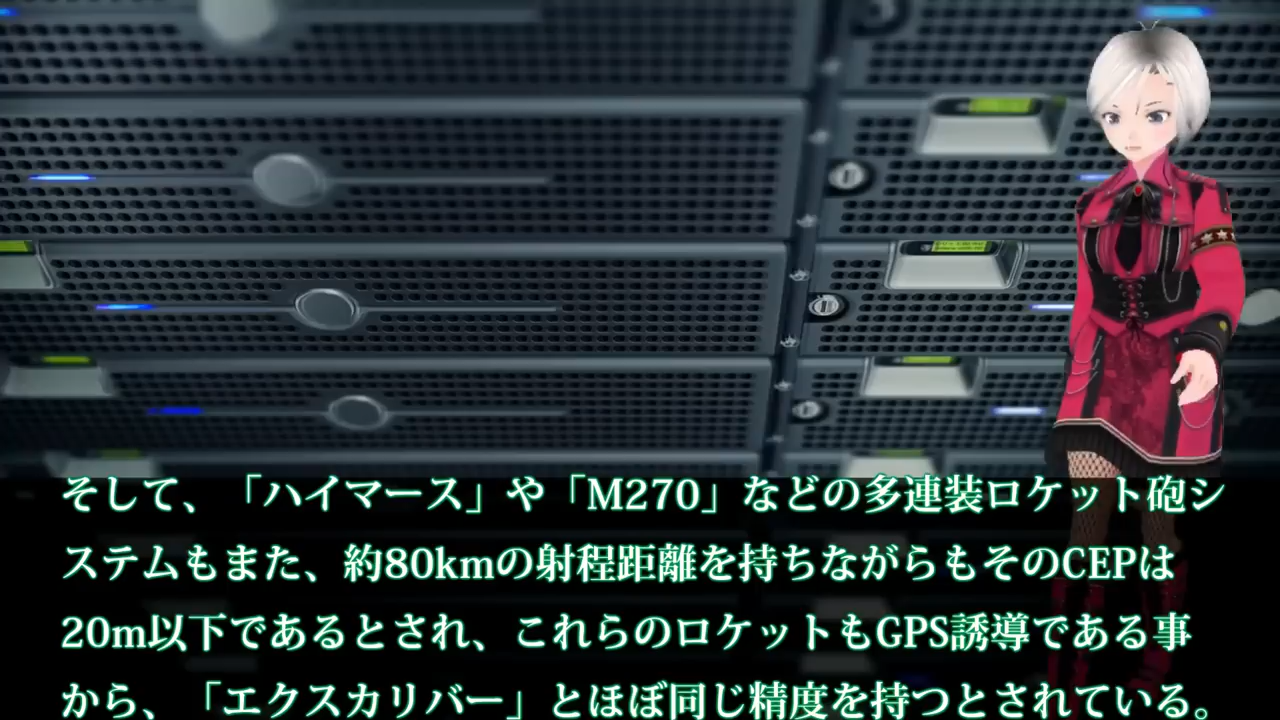 そして、「ハイマース」や「M270」などの多連装ロケット砲シ
ステムもまた、約80kmの射程距離を持ちながらもそのCEPは
20m以下であるとされ、これらのロケットもGPS誘導である事
から、「エクスカリバー」とほぼ同じ精度を持つとされている。